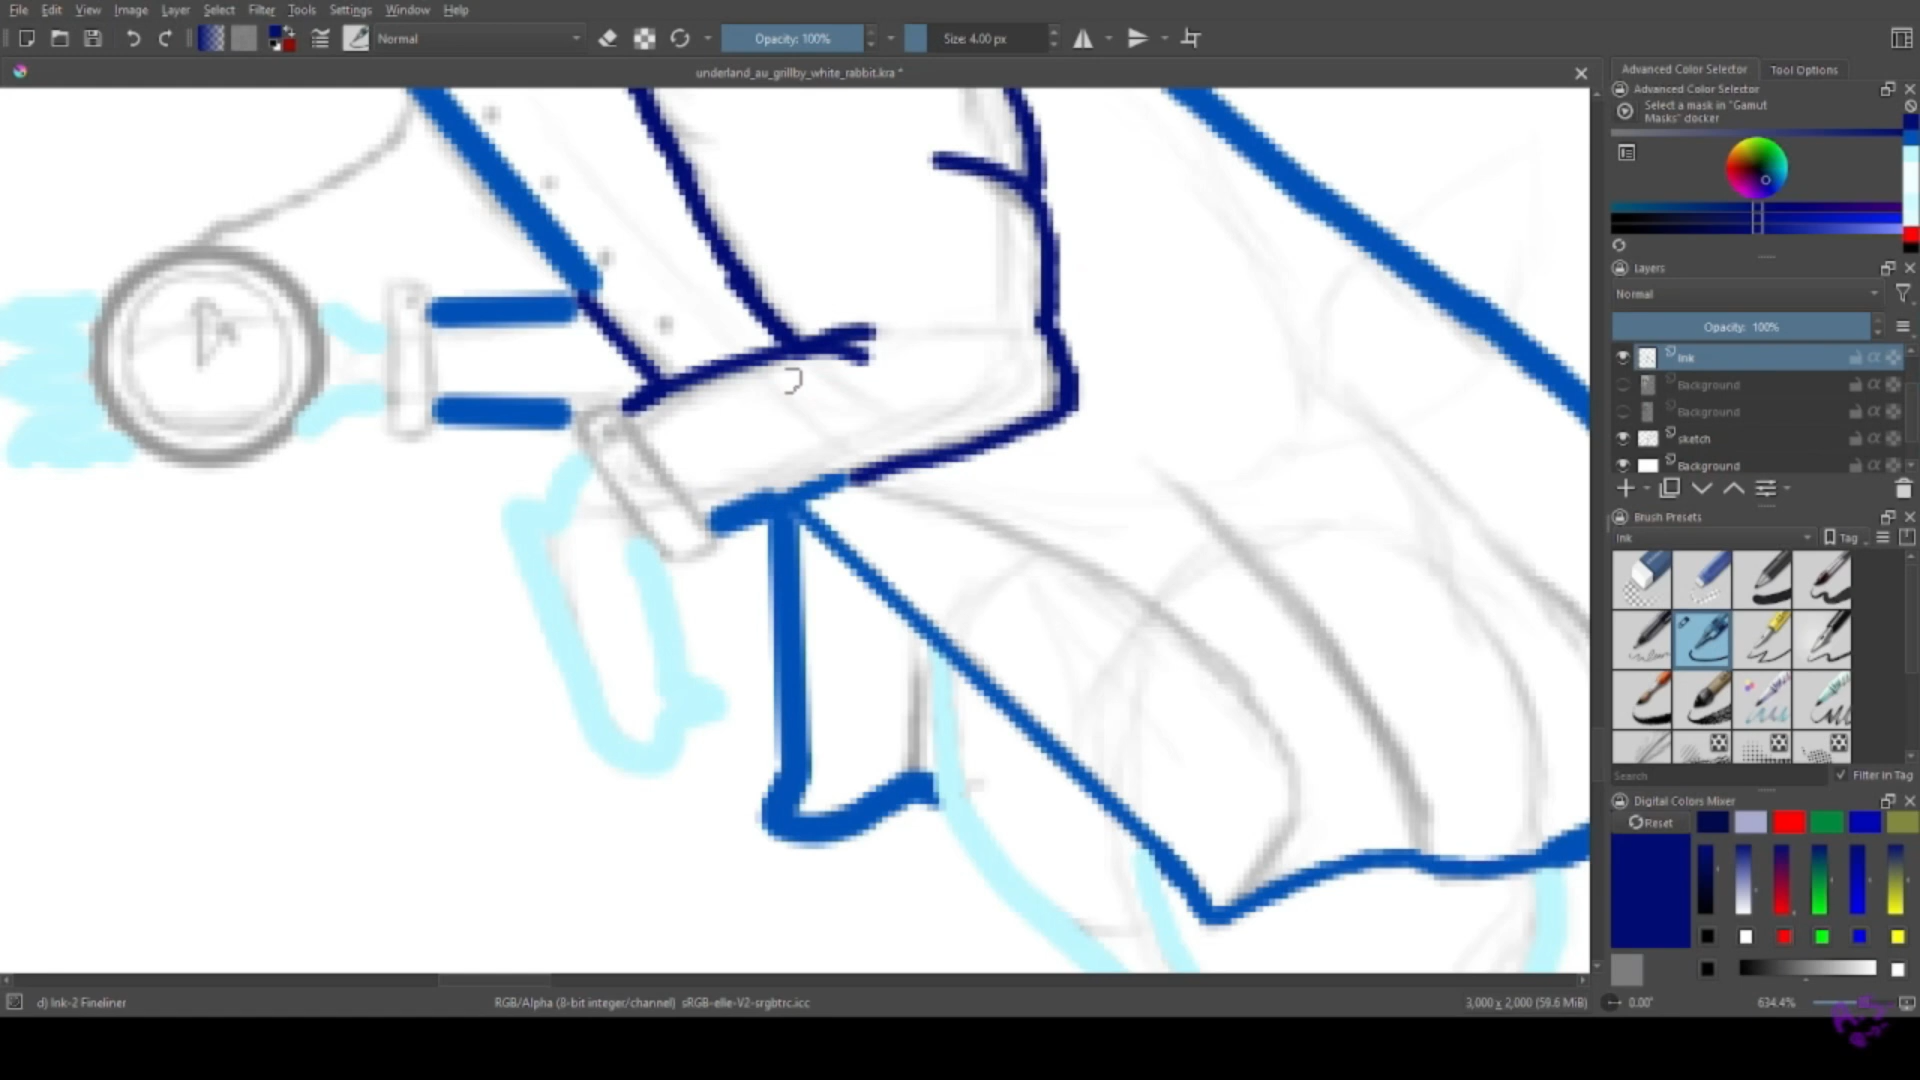 File Edit View Image Layer Select Filter Tools Settings Window Help
Normal Opacity: 100% Size: 4.00 px
underland_au_grillby_white_rabbit.kra *
Advanced Color Selector Tool Options
Advanced Color Selector
Select a mask in "Gamut
Masks" docker
Layers
Normal
Opacity: 100%
Ink
Background
Background
sketch
Background
Brush Presets
Ink Tag
Search Filter in Tag
Digital Colors Mixer
Reset
d) Ink-2 Fineliner RGB/Alpha (8-bit integer/channel) sRGB-elle-V2-srgbtrc.icc 3,000 x 2,000 (59.6 MiB) 0.00° 634.4%